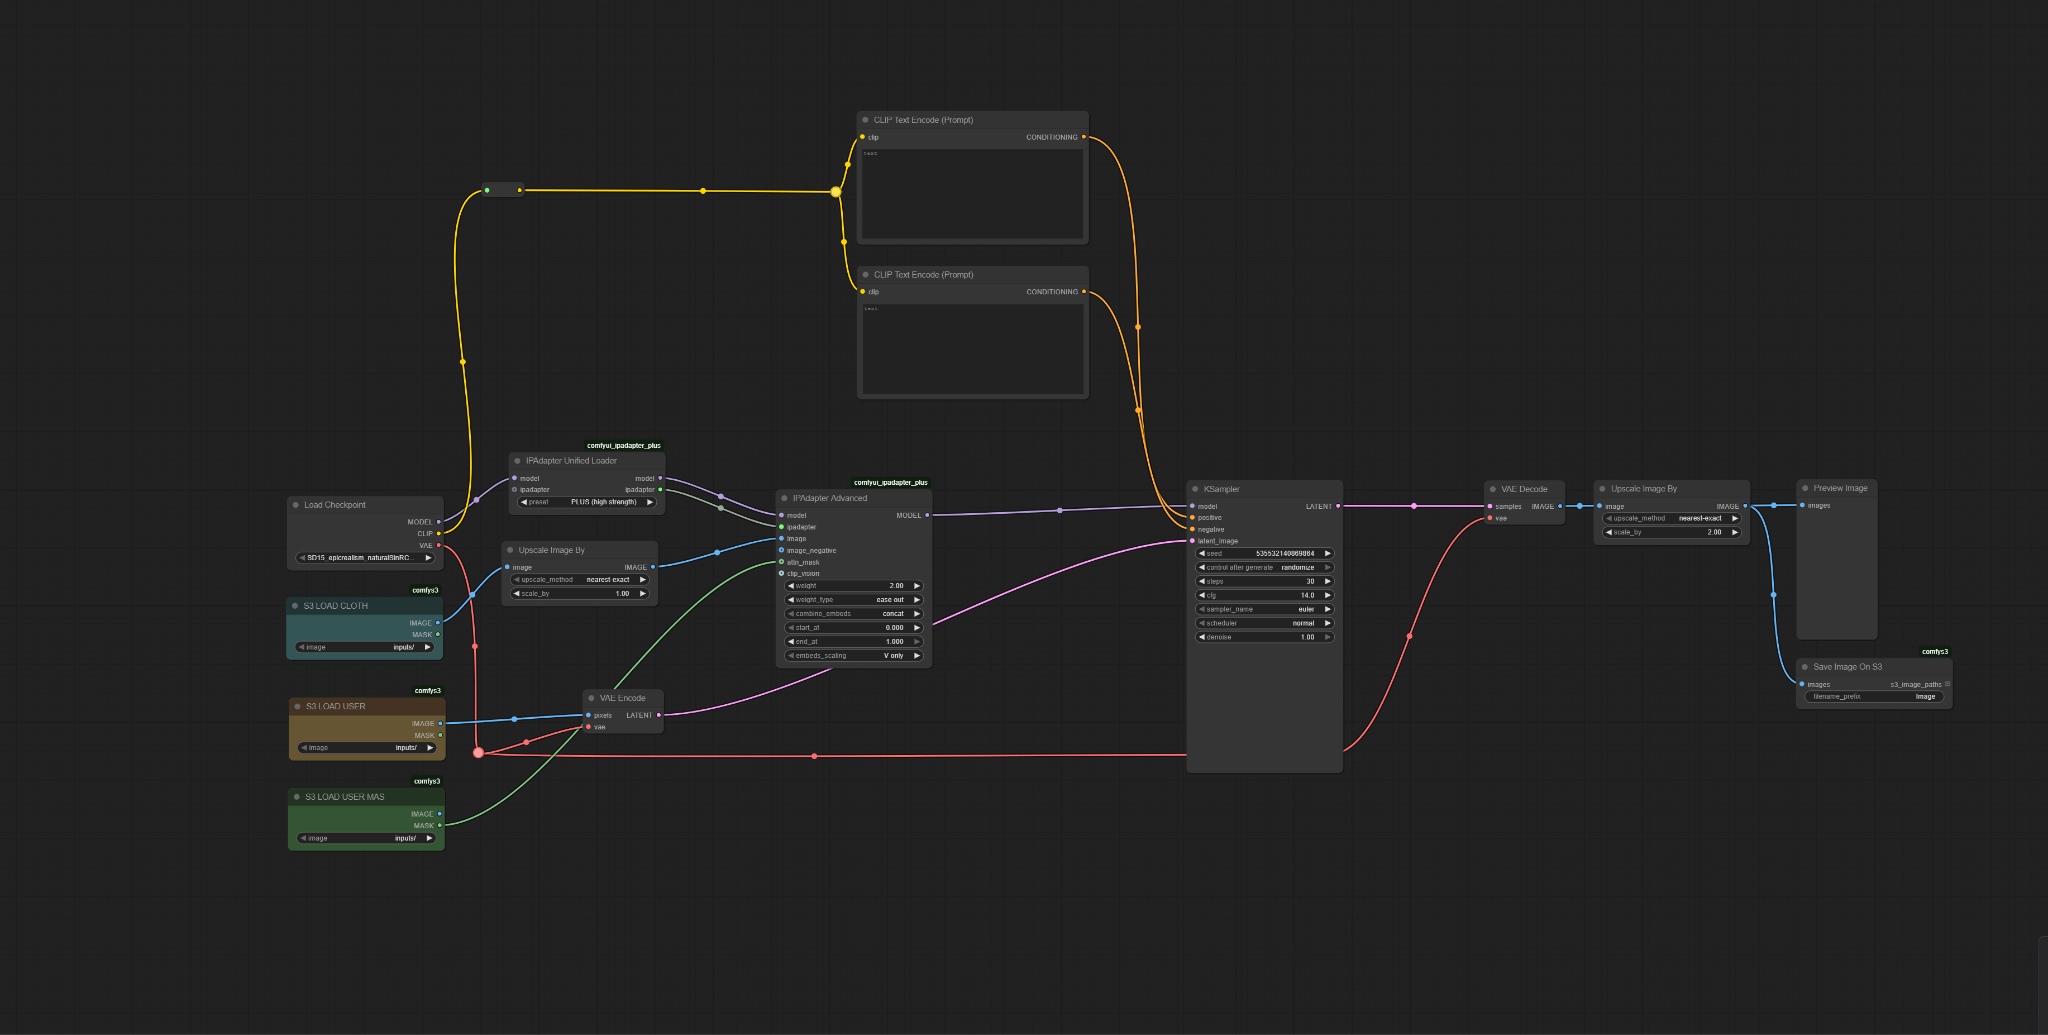 CLIP Text Encode (Prompt)
clip
CONDITIONING
text
CLIP Text Encode (Prompt)
clip
CONDITIONING
text
comfyui_ipadapter_plus
IPAdapter Unified Loader
model model
ipadapter ipadapter
preset PLUS (high strength)
Load Checkpoint
MODEL
CLIP
VAE
SD15_epicrealism_naturalSinRC...
Upscale Image By
image IMAGE
upscale_method nearest-exact
scale_by 1.00
comfys3
S3 LOAD CLOTH
IMAGE
MASK
image inputs/
comfys3
S3 LOAD USER
IMAGE
MASK
image inputs/
comfys3
S3 LOAD USER MAS
IMAGE
MASK
image inputs/
VAE Encode
pixels LATENT
vae
comfyui_ipadapter_plus
IPAdapter Advanced
model MODEL
ipadapter
image
image_negative
attn_mask
clip_vision
weight 2.00
weight_type ease out
combine_embeds concat
start_at 0.000
end_at 1.000
embeds_scaling V only
KSampler
model LATENT
positive
negative
latent_image
seed 535532140869864
control after generate randomize
steps 30
cfg 14.0
sampler_name euler
scheduler normal
denoise 1.00
VAE Decode
samples IMAGE
vae
Upscale Image By
image IMAGE
upscale_method nearest-exact
scale_by 2.00
Preview Image
images
comfys3
Save Image On S3
images s3_image_paths
filename_prefix Image